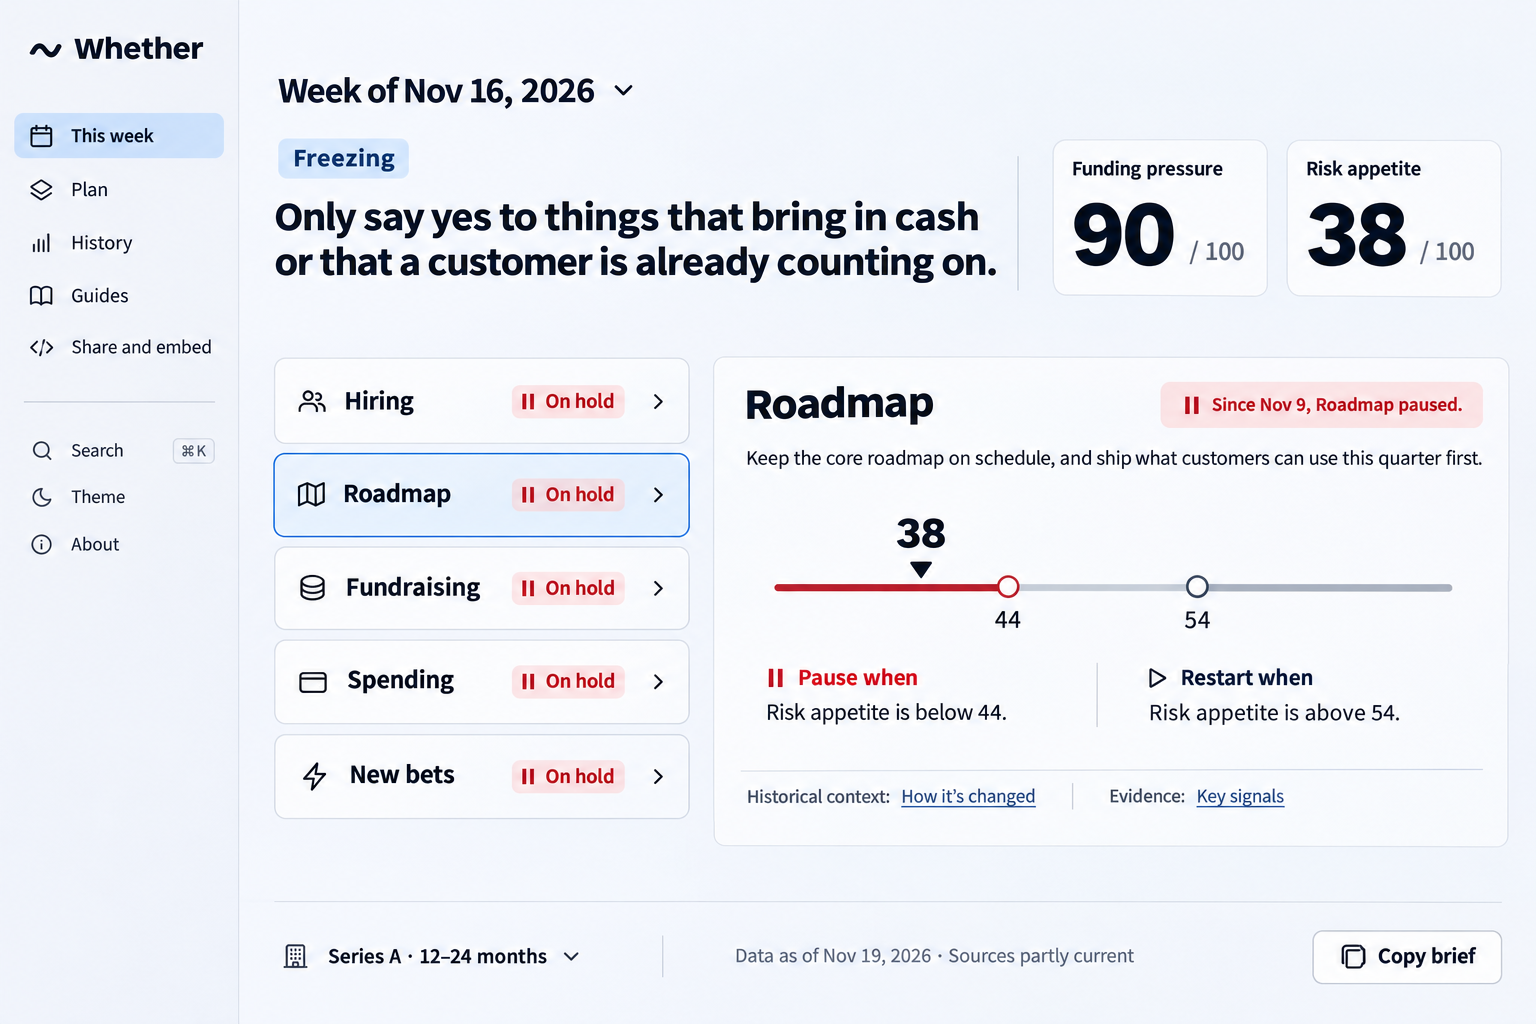 Whether
This week
Plan
History
Guides
Share and embed
Search ⌘ K
Theme
About
Week of Nov 16, 2026
Freezing
Only say yes to things that bring in cash
or that a customer is already counting on.
Funding pressure
90 / 100
Risk appetite
38 / 100
Hiring On hold
Roadmap On hold
Fundraising On hold
Spending On hold
New bets On hold
Roadmap
Since Nov 9, Roadmap paused.
Keep the core roadmap on schedule, and ship what customers can use this quarter first.
38
44
54
Pause when
Risk appetite is below 44.
Restart when
Risk appetite is above 54.
Historical context: How it’s changed
Evidence: Key signals
Series A · 12–24 months
Data as of Nov 19, 2026 · Sources partly current
Copy brief